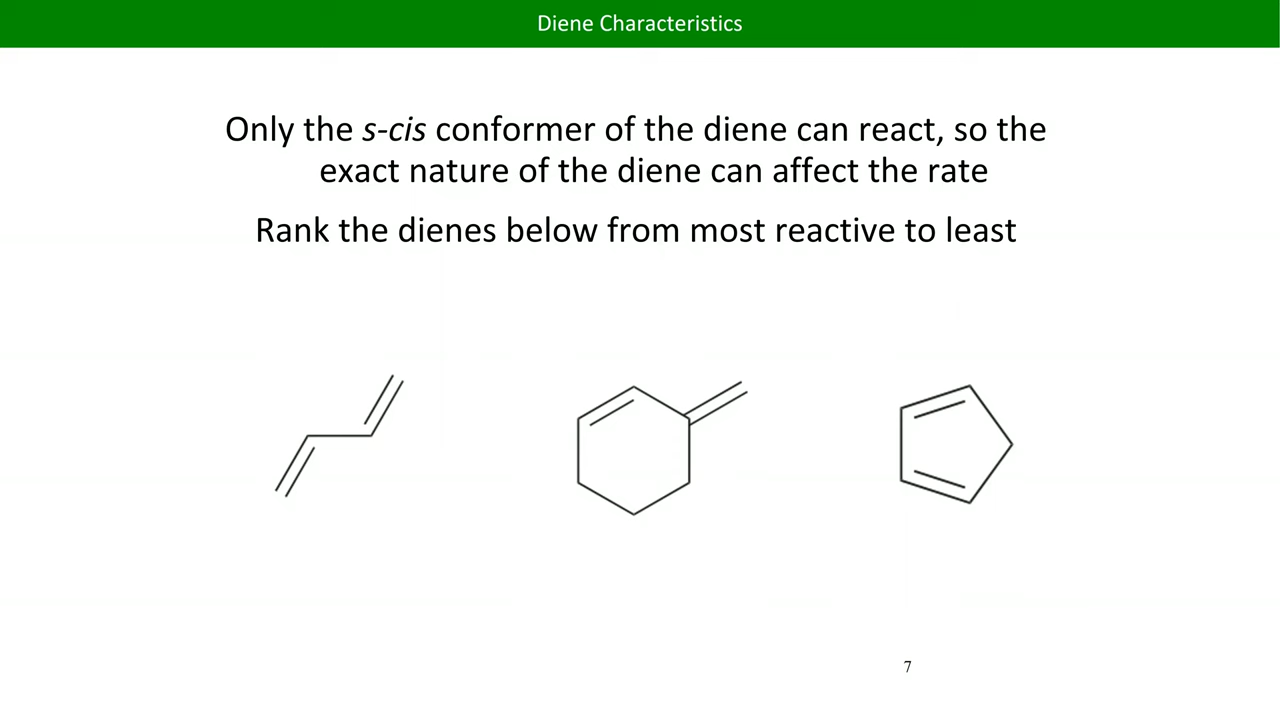 Diene Characteristics
Only the s-cis conformer of the diene can react, so the
exact nature of the diene can affect the rate
Rank the dienes below from most reactive to least
7